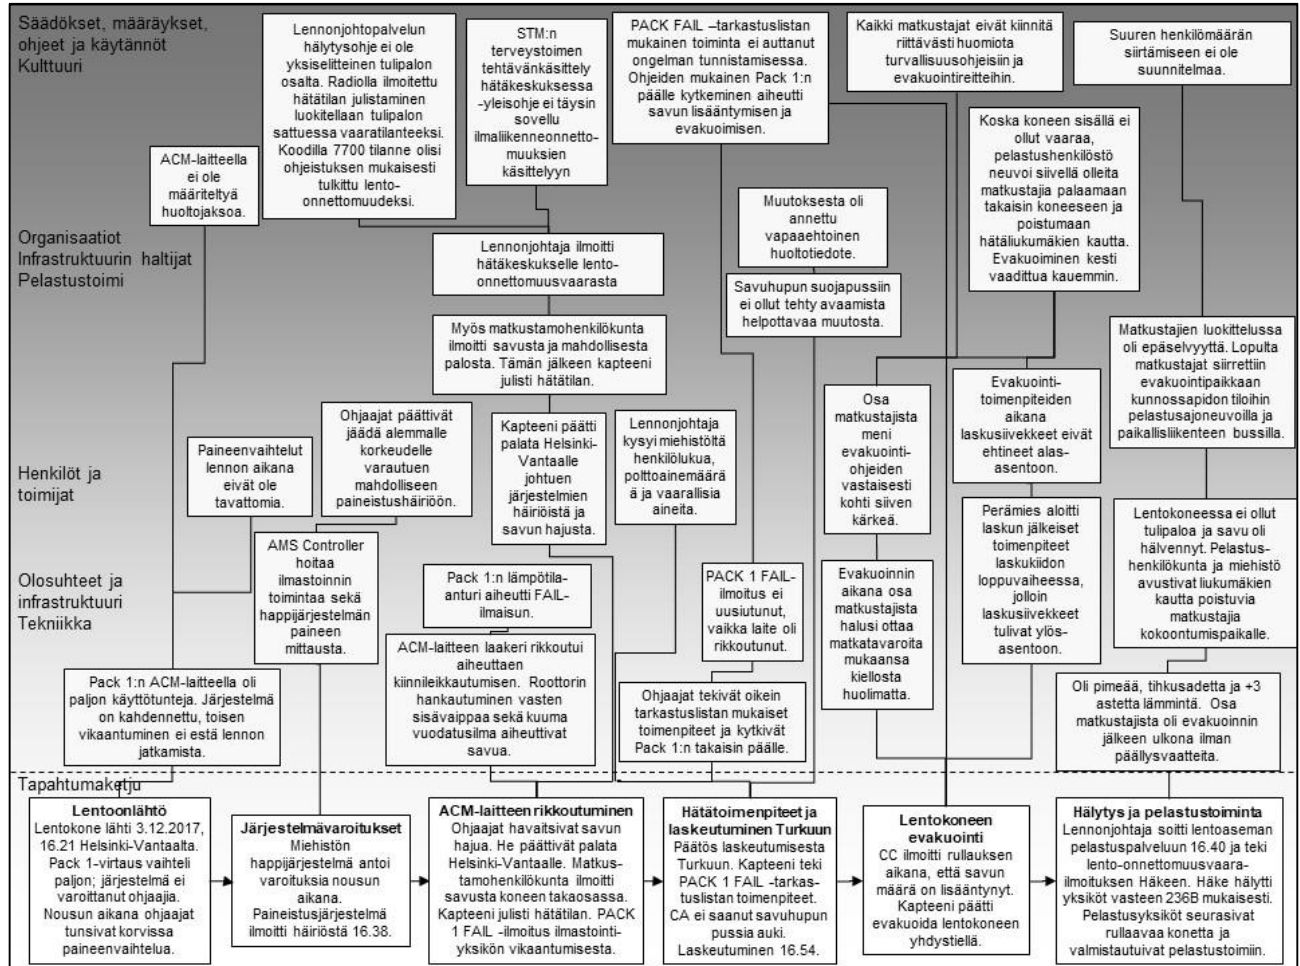 Säädökset, määräykset,
ohjeet ja käytännöt
Kulttuuri
Lennonjohtopalvelun
hälytysohje ei ole
yksiselitteinen tulipalon
osalta. Radiolla ilmoitettu
hätätilan julistaminen
luokitellaan tulipalon
sattuessa vaaratilanteeksi.
Koodilla 7700 tilanne olisi
ohjeistuksen mukaisesti
tulkittu lento-
onnettomuudeksi.
STM:n
terveystoimen
tehtävänkäsittely
hätäkeskuksessa
-yleisohje ei täysin
sovellu
ilmaliikenneonnetto-
muuksien
käsittelyyn
PACK FAIL –tarkastuslistan
mukainen toiminta ei auttanut
ongelman tunnistamisessa.
Ohjeiden mukainen Pack 1:n
päälle kytkeminen aiheutti
savun lisääntymisen ja
evakuoimisen.
Kaikki matkustajat eivät kiinnitä
riittävästi huomiota
turvallisuusohjeisiin ja
evakuointireitteihin.
Suuren henkilömäärän
siirtämiseen ei ole
suunnitelmaa.
ACM-laitteella
ei ole
määriteltyä
huoltojaksoa.
Koska koneen sisällä ei
ollut vaaraa,
pelastushenkilöstö
neuvoi siivellä olleita
matkustajia palaamaan
takaisin koneeseen ja
poistumaan
hätäliukumäkien kautta.
Evakuoiminen kesti
vaadittua kauemmin.
Muutoksesta oli
annettu
vapaaehtoinen
huoltotiedote.
Organisaatiot
Infrastruktuurin haltijat
Pelastustoimi
Lennonjohtaja ilmoitti
hätäkeskukselle lento-
onnettomuusvaarasta
Savuhupun suojapussiin
ei ollut tehty avaamista
helpottavaa muutosta.
Myös matkustamohenkilökunta
ilmoitti savusta ja mahdollisesta
palosta. Tämän jälkeen kapteeni
julisti hätätilan.
Matkustajien luokittelussa
oli epäselvyyttä. Lopulta
matkustajat siirrettiin
evakuointipaikkaan
kunnossapidon tiloihin
pelastusajoneuvoilla ja
paikallisliikenteen bussilla.
Henkilöt ja
toimijat
Paineenvaihtelut
lennon aikana
eivät ole
tavattomia.
Ohjaajat päättivät
jäädä alemmalle
korkeudelle
varautuen
mahdolliseen
paineistushäiriöön.
Kapteeni päätti
palata Helsinki-
Vantaalle
johtuen
järjestelmien
häiriöistä ja
savun hajusta.
Lennonjohtaja
kysyi miehistöltä
henkilölukua,
polttoainemäärä
ä ja vaarallisia
aineita.
Osa
matkustajista
meni
evakuointi-
ohjeiden
vastaisesti
kohti siiven
kärkeä.
Evakuointi-
toimenpiteiden
aikana
laskusiivekkeet eivät
ehtineet alas-
asentoon.
Olosuhteet ja
infrastruktuuri
Tekniikka
AMS Controller
hoitaa
ilmastoinnin
toimintaa sekä
happijärjestelmän
paineen
mittausta.
Pack 1:n lämpötila-
anturi aiheutti FAIL-
ilmaisun.
PACK 1 FAIL-
ilmoitus ei
uusiutunut,
vaikka laite oli
rikkoutunut.
Evakuoinnin
aikana osa
matkustajista
halusi ottaa
matkatavaroita
mukaansa
kiellosta
huolimatta.
Perämies aloitti
laskun jälkeiset
toimenpiteet
laskukiidon
loppuvaiheessa,
jolloin
laskusiivekkeet
tulivat ylös-
asentoon.
Lentokoneessa ei ollut
tulipaloa ja savu oli
hälvennyt. Pelastus-
henkilökunta ja miehistö
avustivat liukumäkien
kautta poistuvia
matkustajia
kokoontumispaikalle.
Pack 1:n ACM-laitteella oli
paljon käyttötunteja. Järjestelmä
on kahdennettu, toisen
vikaantuminen ei estä lennon
jatkamista.
ACM-laitteen laakeri rikkoutui
aiheuttaen
kiinnileikkautumisen. Roottorin
hankautuminen vasten
sisävaippaa sekä kuuma
vuodatusilma aiheuttivat
savua.
Ohjaajat tekivät oikein
tarkastuslistan mukaiset
toimenpiteet ja kytkivät
Pack 1:n takaisin päälle.
Oli pimeää, tihkusadetta ja +3
astetta lämmintä. Osa
matkustajista oli evakuoinnin
jälkeen ulkona ilman
päällysvaatteita.
Tapahtumaketju
Lentoonlähtö
Lentokone lähti 3.12.2017,
16.21 Helsinki-Vantaalta.
Pack 1-virtaus vaihteli
paljon; järjestelmä ei
varoittanut ohjaajia.
Nousun aikana ohjaajat
tunsivat korvissa
paineenvaihtelua.
Järjestelmävaroitukset
Miehistön
happijärjestelmä antoi
varoituksia nousun
aikana.
Paineistusjärjestelmä
ilmoitti häiriöstä 16.38.
ACM-laitteen rikkoutuminen
Ohjaajat havaitsivat savun
hajua. He päättivät palata
Helsinki-Vantaalle. Matkus-
tamohenkilökunta ilmoitti
savusta koneen takaosassa.
Kapteeni julisti hätätilan. PACK
1 FAIL -ilmoitus ilmastointi-
yksikön vikaantumisesta.
Hätätoimenpiteet ja
laskeutuminen Turkuun
Päätös laskeutumisesta
Turkuun. Kapteeni teki
PACK 1 FAIL -tarkas-
tuslistan toimenpiteet.
CA ei saanut savuhupun
pussia auki.
Laskeutuminen 16.54.
Lentokoneen
evakuointi
CC ilmoitti rullauksen
aikana, että savun
määrä on lisääntynyt.
Kapteeni päätti
evakuoida lentokoneen
yhdystiellä.
Hälytys ja pelastustoiminta
Lennonjohtaja soitti lentoaseman
pelastuspalveluun 16.40 ja teki
lento-onnettomuusvaara-
ilmoituksen Häkeen. Häke hälytti
yksiköt vasteen 236B mukaisesti.
Pelastusyksiköt seurasivat
rullaavaa konetta ja
valmistautuivat pelastustoimiin.